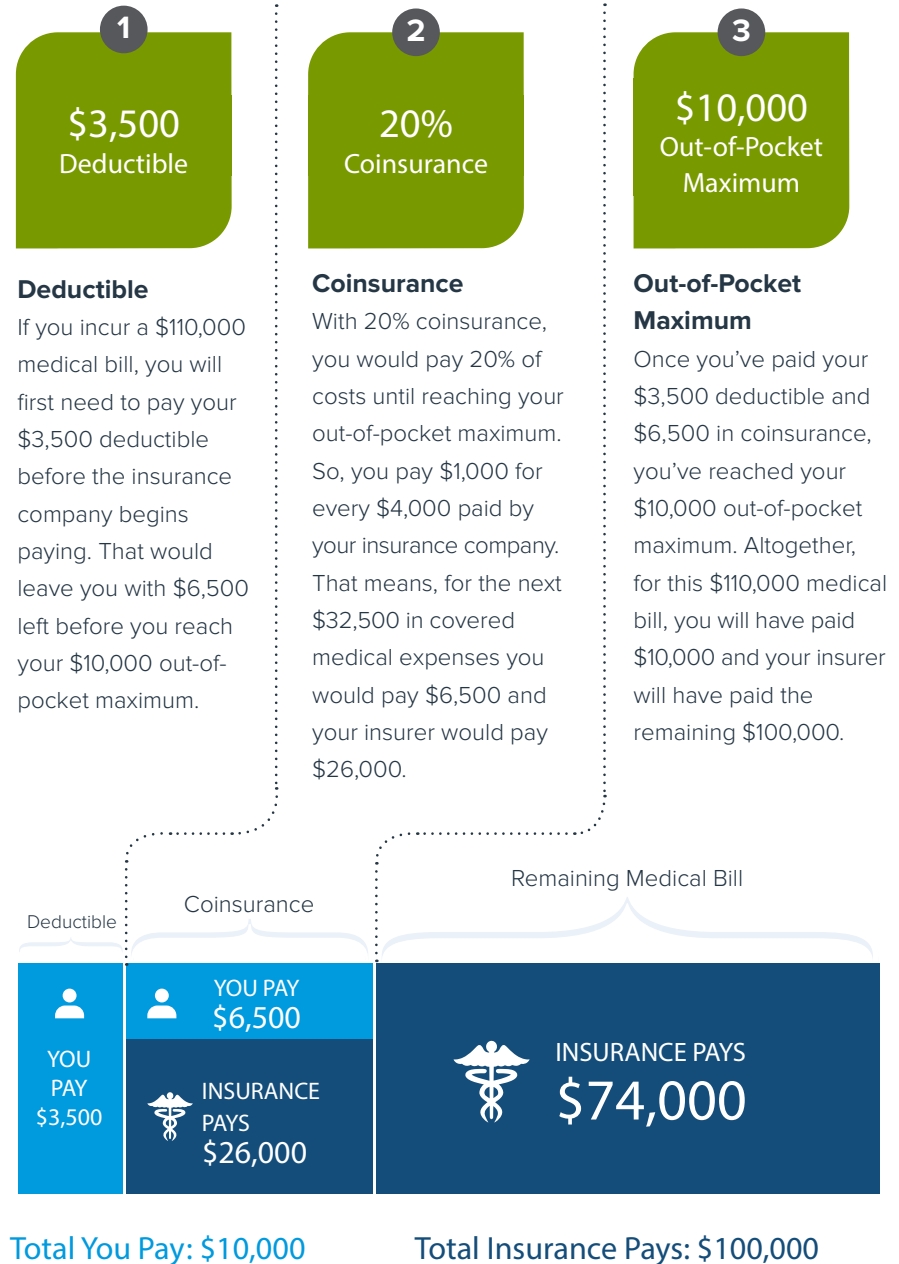 1
$3,500
Deductible
Deductible
If you incur a $110,000
medical bill, you will
first need to pay your
$3,500 deductible
before the insurance
company begins
paying. That would
leave you with $6,500
left before you reach
your $10,000 out-of-
pocket maximum.
2
20%
Coinsurance
Coinsurance
With 20% coinsurance,
you would pay 20% of
costs until reaching your
out-of-pocket maximum.
So, you pay $1,000 for
every $4,000 paid by
your insurance company.
That means, for the next
$32,500 in covered
medical expenses you
would pay $6,500 and
your insurer would pay
$26,000.
3
$10,000
Out-of-Pocket
Maximum
Out-of-Pocket
Maximum
Once you’ve paid your
$3,500 deductible and
$6,500 in coinsurance,
you’ve reached your
$10,000 out-of-pocket
maximum. Altogether,
for this $110,000 medical
bill, you will have paid
$10,000 and your insurer
will have paid the
remaining $100,000.
Deductible
Coinsurance
Remaining Medical Bill
YOU
PAY
$3,500
YOU PAY
$6,500
INSURANCE
PAYS
$26,000
INSURANCE PAYS
$74,000
Total You Pay: $10,000
Total Insurance Pays: $100,000